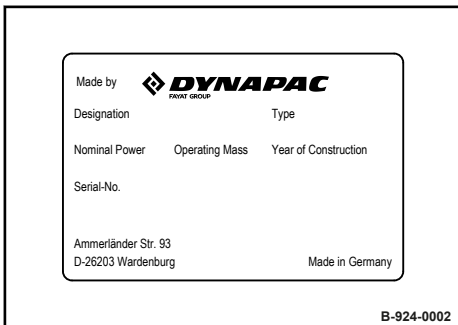 Made by DYNAPAC
FAYAT GROUP
Designation Type
Nominal Power Operating Mass Year of Construction
Serial-No.
Ammerländer Str. 93
D-26203 Wardenburg Made in Germany
B-924-0002